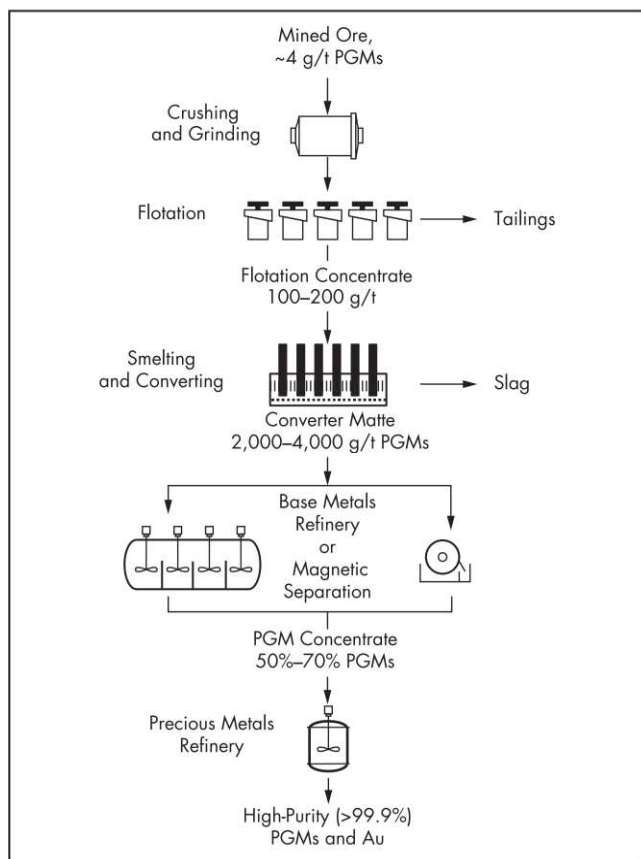 Mined Ore,
~4 g/t PGMs
Crushing
and Grinding
Flotation
Tailings
Flotation Concentrate
100–200 g/t
Smelting
and Converting
Slag
Converter Matte
2,000–4,000 g/t PGMs
Base Metals
Refinery
or
Magnetic
Separation
PGM Concentrate
50%–70% PGMs
Precious Metals
Refinery
High-Purity (>99.9%)
PGMs and Au